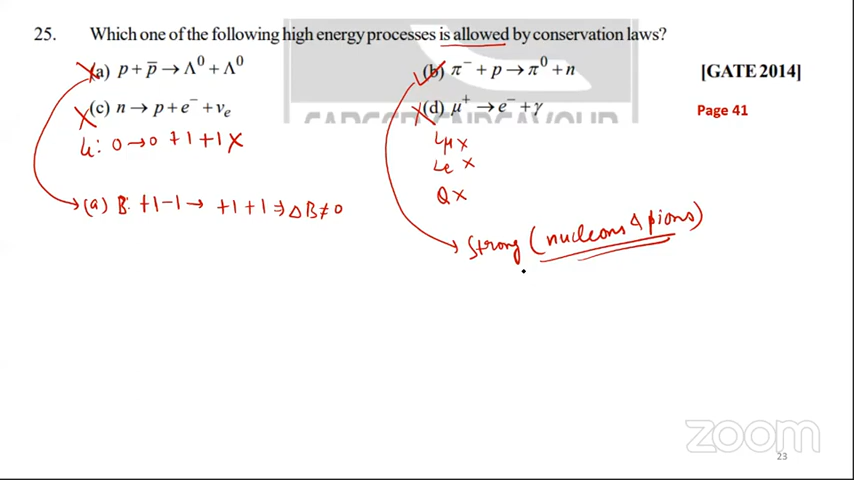 25. Which one of the following high energy processes is allowed by conservation laws?
(a) p + p̅ → Λ⁰ + Λ⁰ (b) π⁻ + p → π⁰ + n [GATE 2014]
(c) n → p + e⁻ + νₑ (d) μ⁺ → e⁻ + γ Page 41
0 → 0 +1 +1 X
Lμ x
Le x
Q x
(a) B: +1 -1 → +1 +1 ⇒ ΔB ≠ 0
Strong (nucleons & pions)
CAREER ENDEAVOUR
zoom
23